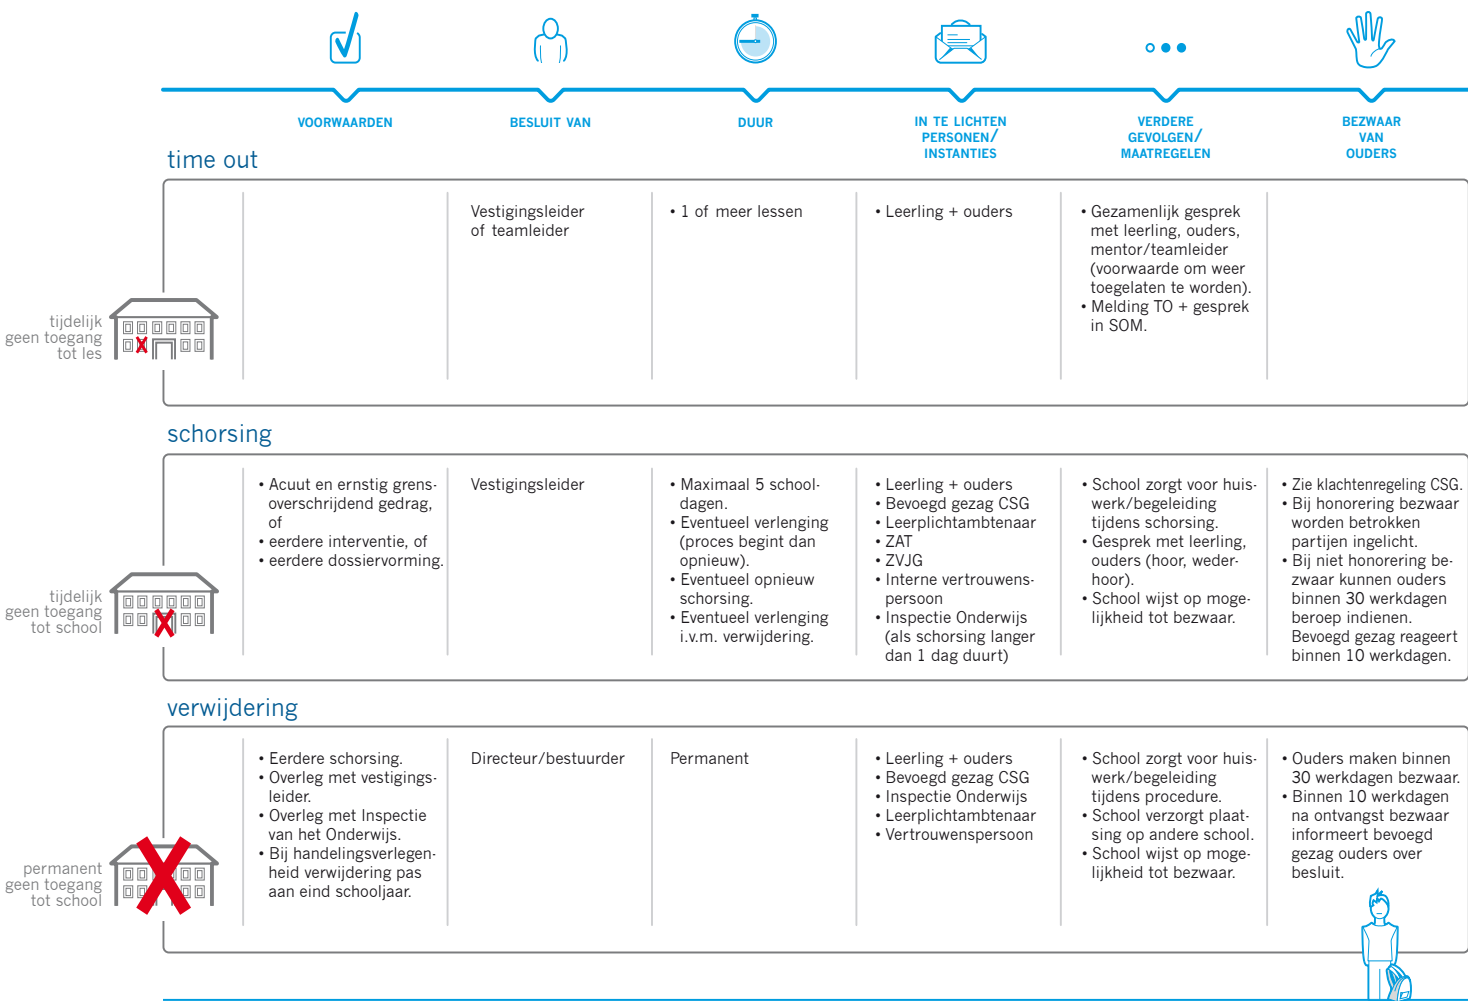 VOORWAARDEN
BESLUIT VAN
DUUR
IN TE LICHTEN
PERSONEN/
INSTANTIES
VERDERE
GEVOLGEN/
MAATREGELEN
BEZWAAR
VAN
OUDERS
time out
tijdelijk
geen toegang
tot les
Vestigingsleider
of teamleider
• 1 of meer lessen
• Leerling + ouders
• Gezamenlijk gesprek
met leerling, ouders,
mentor/teamleider
(voorwaarde om weer
toegelaten te worden).
• Melding TO + gesprek
in SOM.
schorsing
tijdelijk
geen toegang
tot school
• Acuut en ernstig grens-
overschrijdend gedrag,
of
• eerdere interventie, of
• eerdere dossiervorming.
Vestigingsleider
• Maximaal 5 school-
dagen.
• Eventueel verlenging
(proces begint dan
opnieuw).
• Eventueel opnieuw
schorsing.
• Eventueel verlenging
i.v.m. verwijdering.
• Leerling + ouders
• Bevoegd gezag CSG
• Leerplichtambtenaar
• ZAT
• ZVJG
• Interne vertrouwens-
persoon
• Inspectie Onderwijs
(als schorsing langer
dan 1 dag duurt)
• School zorgt voor huis-
werk/begeleiding
tijdens schorsing.
• Gesprek met leerling,
ouders (hoor, weder-
hoor).
• School wijst op moge-
lijkheid tot bezwaar.
• Zie klachtenregeling CSG.
• Bij honorering bezwaar
worden betrokken
partijen ingelicht.
• Bij niet honorering be-
zwaar kunnen ouders
binnen 30 werkdagen
beroep indienen.
Bevoegd gezag reageert
binnen 10 werkdagen.
verwijdering
permanent
geen toegang
tot school
• Eerdere schorsing.
• Overleg met vestigings-
leider.
• Overleg met Inspectie
van het Onderwijs.
• Bij handelingsverlegen-
heid verwijdering pas
aan eind schooljaar.
Directeur/bestuurder
Permanent
• Leerling + ouders
• Bevoegd gezag CSG
• Inspectie Onderwijs
• Leerplichtambtenaar
• Vertrouwenspersoon
• School zorgt voor huis-
werk/begeleiding
tijdens procedure.
• School verzorgt plaat-
sing op andere school.
• School wijst op moge-
lijkheid tot bezwaar.
• Ouders maken binnen
30 werkdagen bezwaar.
• Binnen 10 werkdagen
na ontvangst bezwaar
informeert bevoegd
gezag ouders over
besluit.